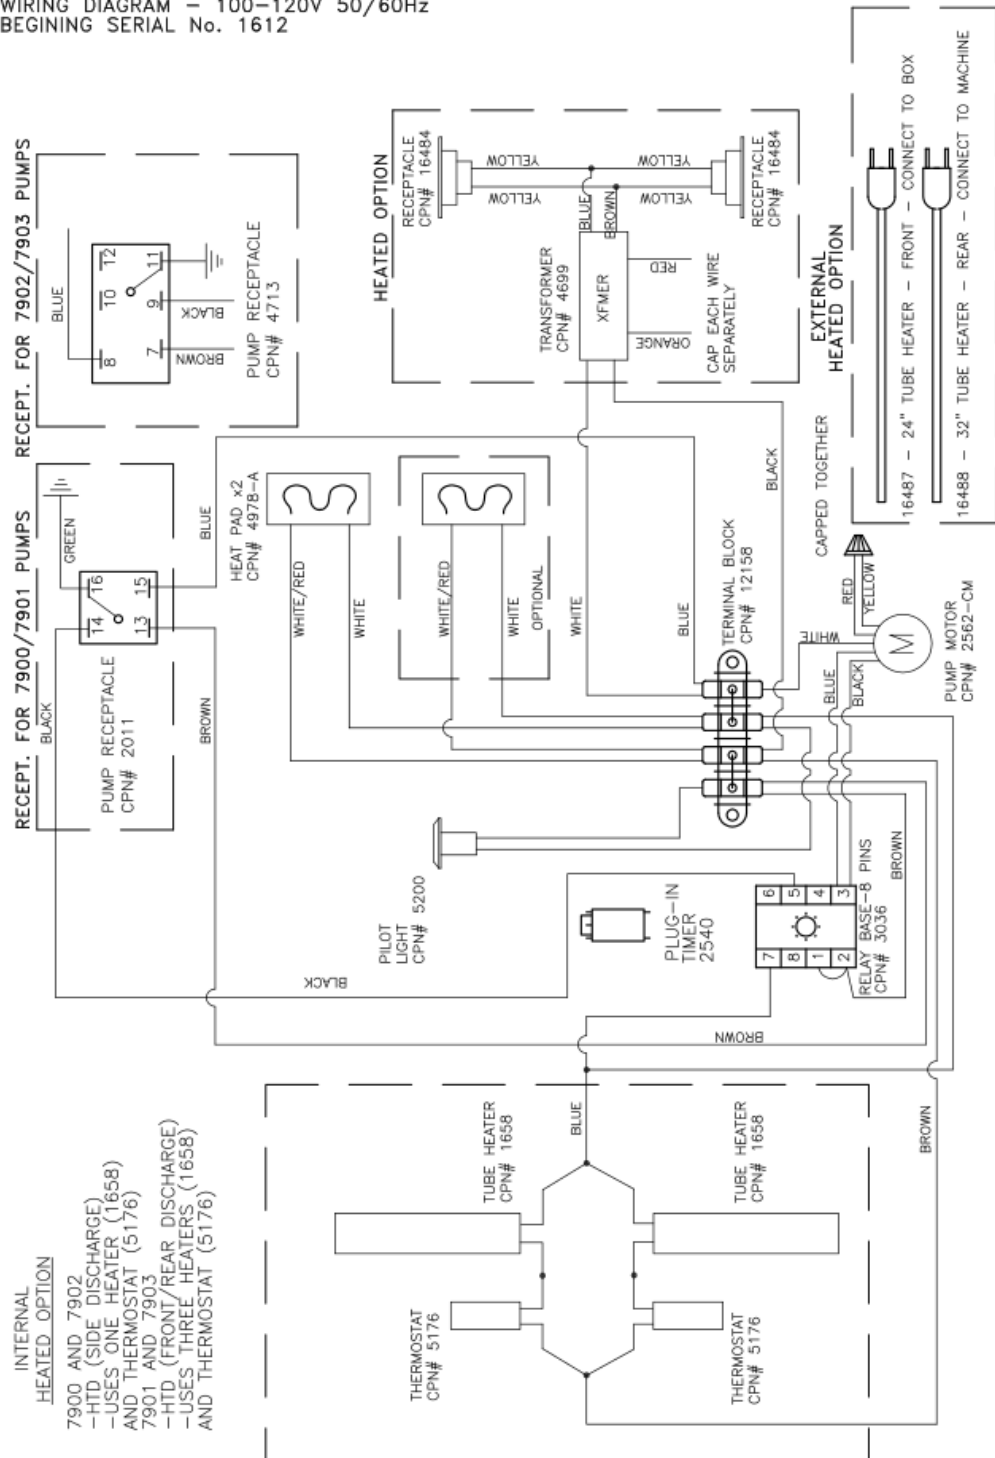 WIRING DIAGRAM - 100-120V 50/60Hz
BEGINING SERIAL No. 1612
RECEPT. FOR 7902/7903 PUMPS
BLUE
8
10
12
7
9
11
BROWN
BLACK
PUMP RECEPTACLE
CPN# 4713
RECEPT. FOR 7900/7901 PUMPS
BLACK
GREEN
14
16
13
15
PUMP RECEPTACLE
CPN# 2011
BROWN
BLUE
HEATED OPTION
RECEPTACLE
CPN# 16484
YELLOW
YELLOW
YELLOW
YELLOW
RECEPTACLE
CPN# 16484
BLUE
BROWN
TRANSFORMER
CPN# 4699
XFMER
RED
ORANGE
CAP EACH WIRE
SEPARATELY
EXTERNAL
HEATED OPTION
16487 - 24" TUBE HEATER - FRONT - CONNECT TO BOX
16488 - 32" TUBE HEATER - REAR - CONNECT TO MACHINE
HEAT PAD x2
CPN# 4978-A
WHITE/RED
WHITE
WHITE/RED
WHITE
OPTIONAL
WHITE
BLUE
BLACK
TERMINAL BLOCK
CPN# 12158
CAPPED TOGETHER
RED
YELLOW
WHITE
BLUE
BLACK
M
PUMP MOTOR
CPN# 2562-CM
PILOT
LIGHT
CPN# 5200
BLACK
PLUG-IN
TIMER
2540
6
5
4
3
7
8
1
2
RELAY BASE-8 PINS
CPN# 3036
BROWN
BROWN
INTERNAL
HEATED OPTION
7900 AND 7902
-HTD (SIDE DISCHARGE)
-USES ONE HEATER (1658)
AND THERMOSTAT (5176)
7901 AND 7903
-HTD (FRONT/REAR DISCHARGE)
-USES THREE HEATERS (1658)
AND THERMOSTAT (5176)
TUBE HEATER
CPN# 1658
BLUE
TUBE HEATER
CPN# 1658
THERMOSTAT
CPN# 5176
THERMOSTAT
CPN# 5176
BROWN